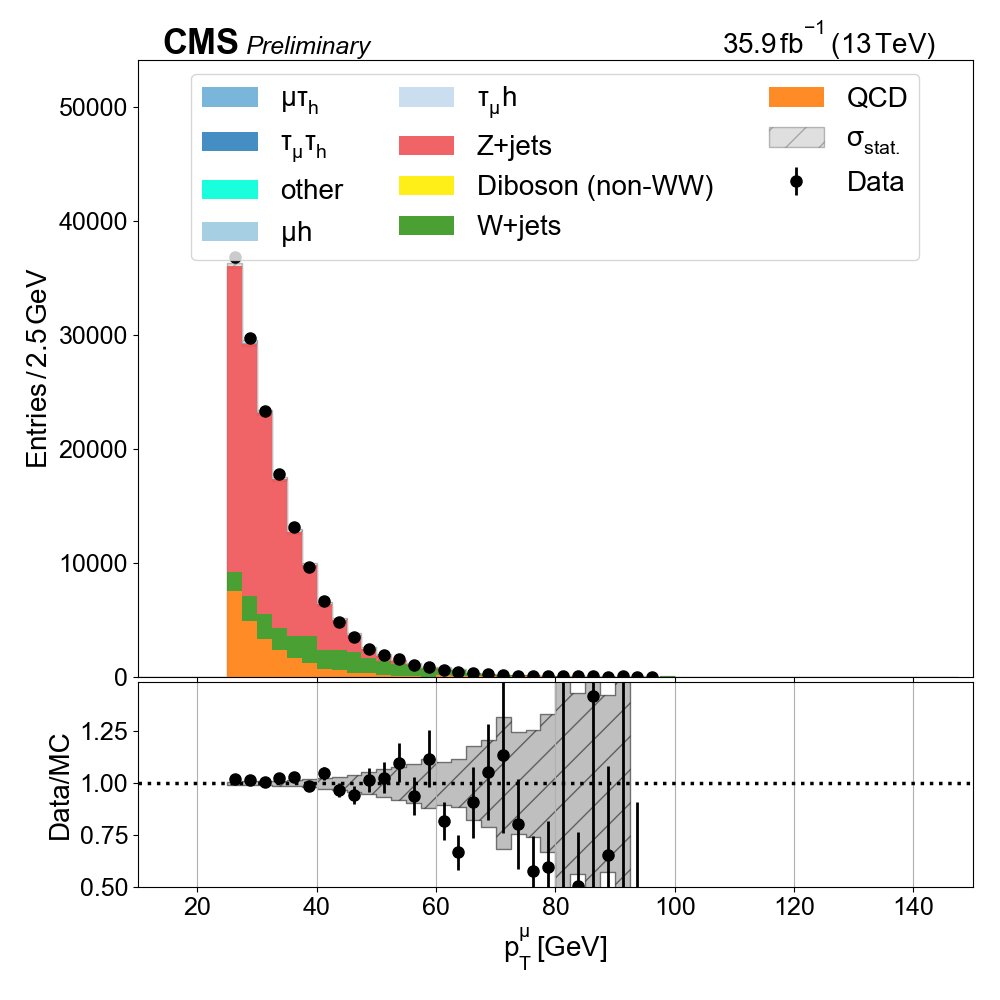 CMS Preliminary 35.9 fb⁻¹ (13 TeV)
μτh
τμτh
other
μh
τμh
Z+jets
Diboson (non-WW)
W+jets
QCD
σstat.
Data
Entries / 2.5 GeV
50000
40000
30000
20000
10000
0
Data/MC
1.25
1.00
0.75
0.50
20 40 60 80 100 120 140
pTμ [GeV]